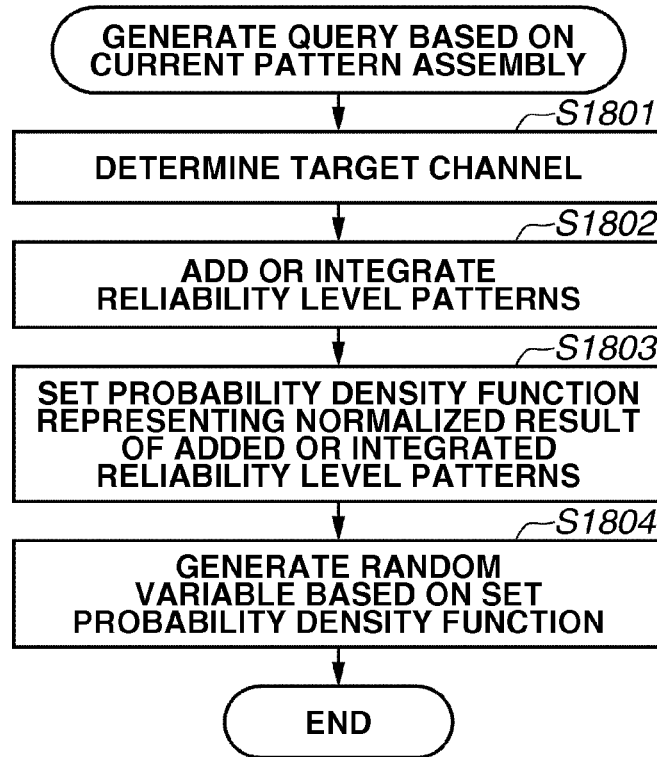 GENERATE QUERY BASED ON
CURRENT PATTERN ASSEMBLY
S1801
DETERMINE TARGET CHANNEL
S1802
ADD OR INTEGRATE
RELIABILITY LEVEL PATTERNS
S1803
SET PROBABILITY DENSITY FUNCTION
REPRESENTING NORMALIZED RESULT
OF ADDED OR INTEGRATED
RELIABILITY LEVEL PATTERNS
S1804
GENERATE RANDOM
VARIABLE BASED ON SET
PROBABILITY DENSITY FUNCTION
END